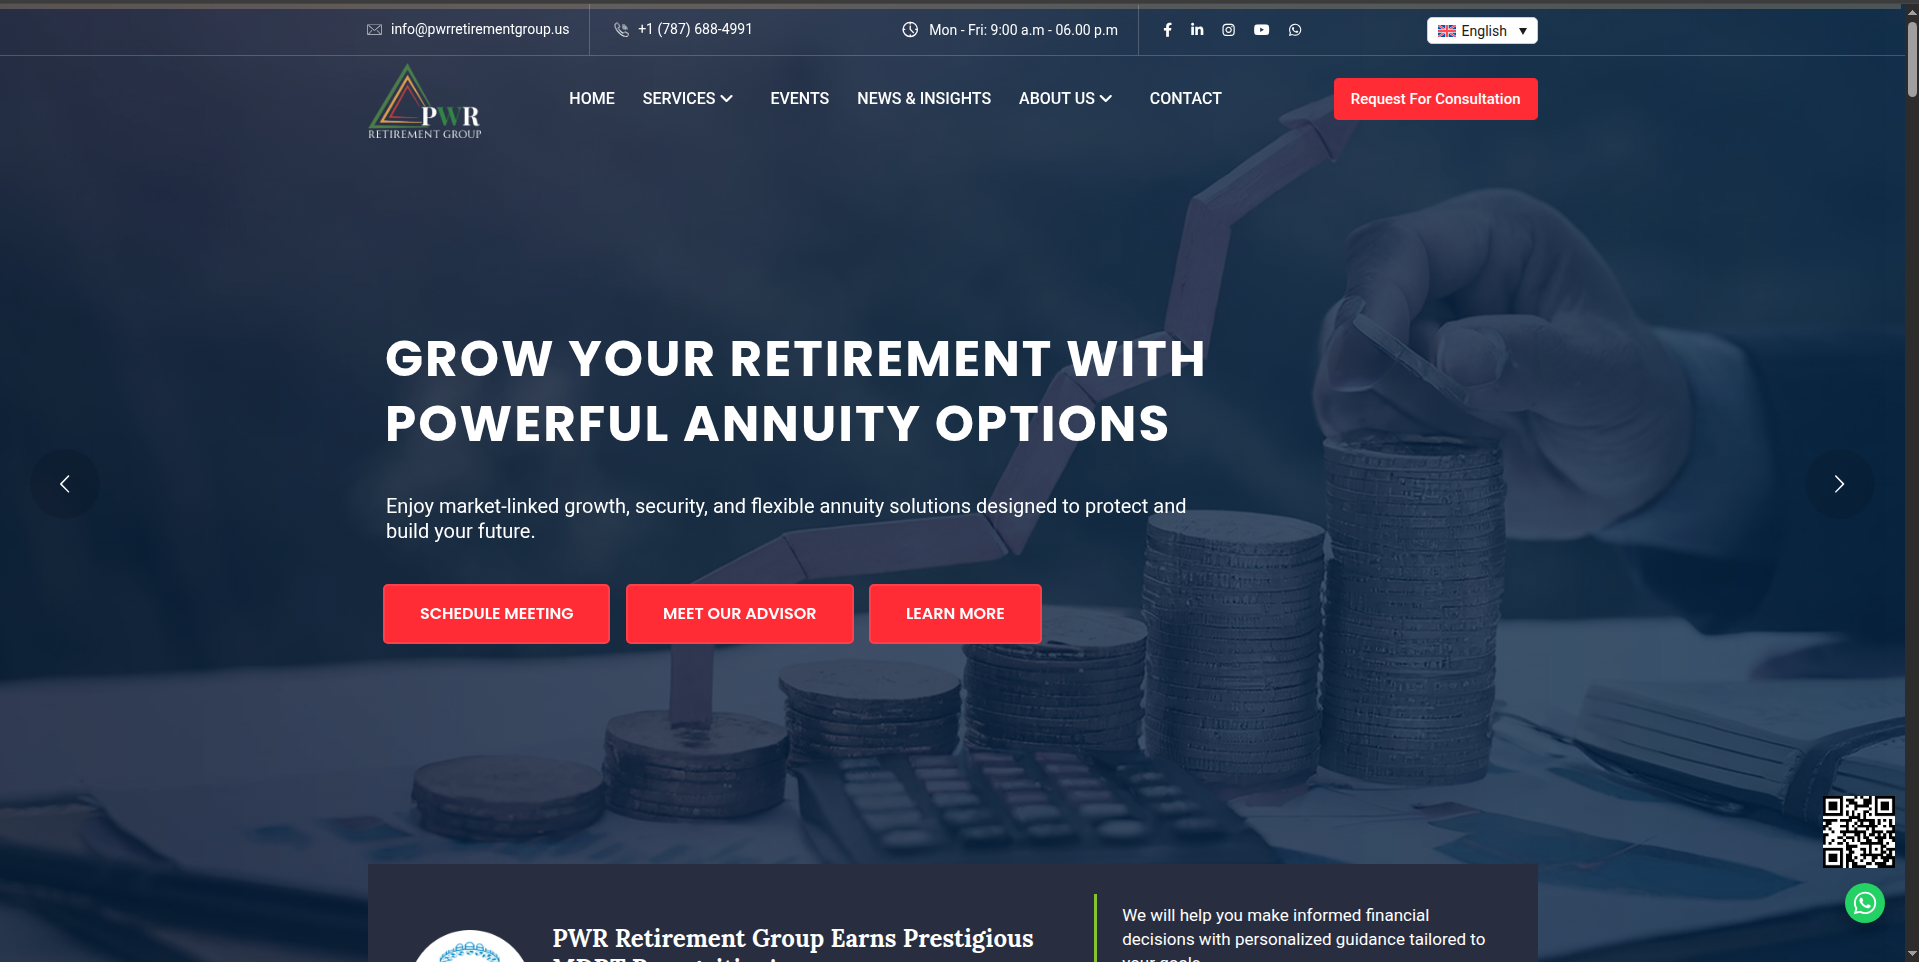 info@pwrretirementgroup.us
+1 (787) 688-4991
Mon - Fri: 9:00 a.m - 06.00 p.m
English
PWR
RETIREMENT GROUP
HOME
SERVICES
EVENTS
NEWS & INSIGHTS
ABOUT US
CONTACT
Request For Consultation
GROW YOUR RETIREMENT WITH
POWERFUL ANNUITY OPTIONS
Enjoy market-linked growth, security, and flexible annuity solutions designed to protect and
build your future.
SCHEDULE MEETING
MEET OUR ADVISOR
LEARN MORE
PWR Retirement Group Earns Prestigious
We will help you make informed financial
decisions with personalized guidance tailored to